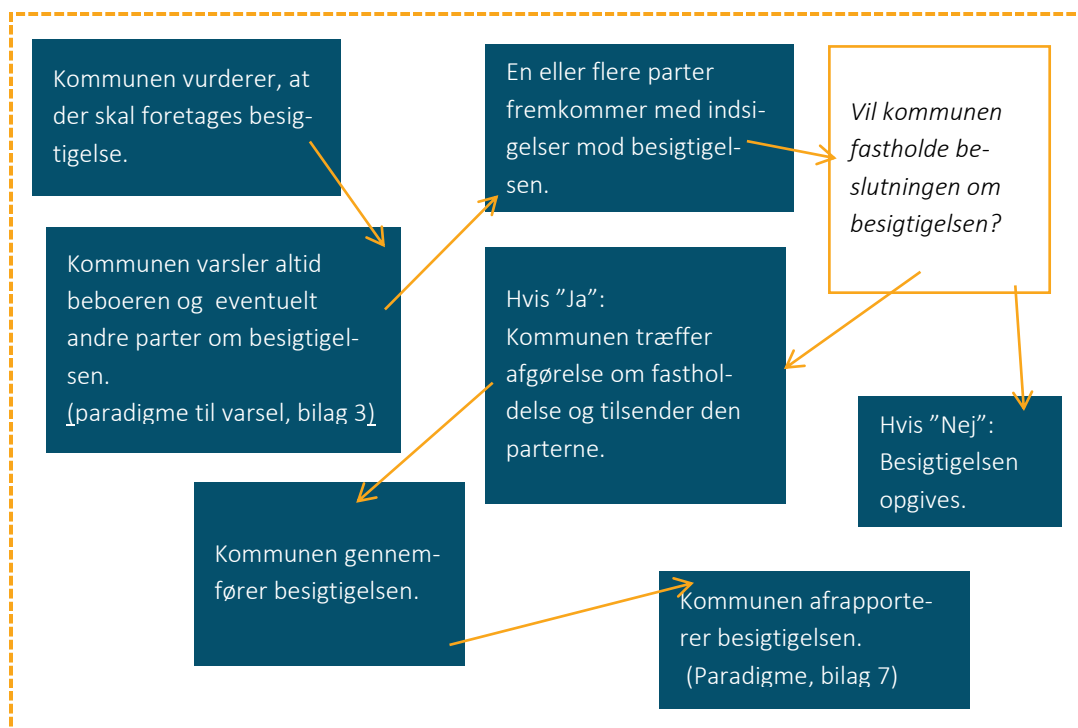 Kommunen vurderer, at
der skal foretages besig-
tigelse.
Kommunen varsler altid
beboeren og  eventuelt
andre parter om besigtigel-
sen.
(paradigme til varsel, bilag 3)
En eller flere parter
fremkommer med indsi-
gelser mod besigtigel-
sen.
Vil kommunen
fastholde be-
slutningen om
besigtigelsen?
Hvis ”Ja”:
Kommunen træffer
afgørelse om fasthol-
delse og tilsender den
parterne.
Hvis ”Nej”:
Besigtigelsen
opgives.
Kommunen gennem-
fører besigtigelsen.
Kommunen afrapporte-
rer besigtigelsen.
(Paradigme, bilag 7)